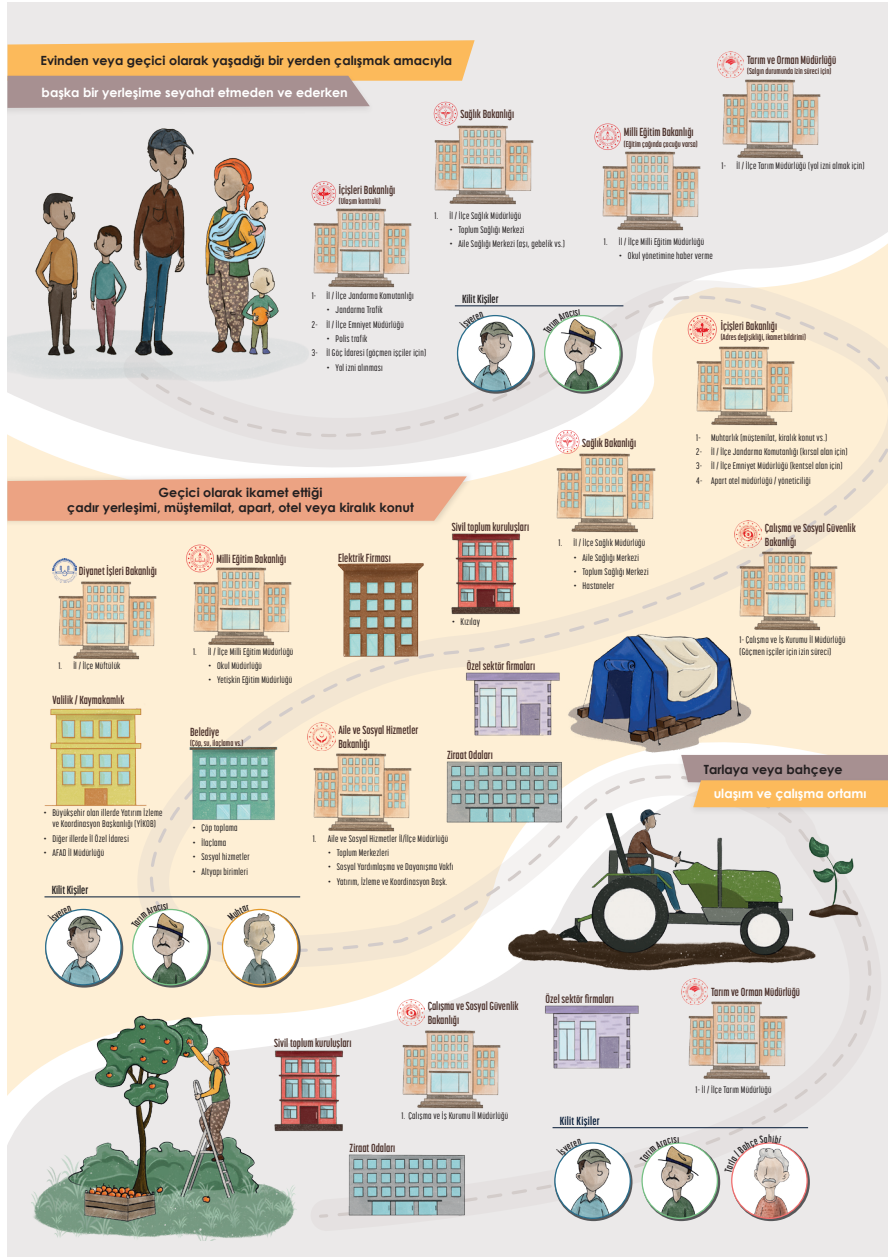 Evinden veya geçici olarak yaşadığı bir yerden çalışmak amacıyla
başka bir yerleşime seyahat etmeden ve ederken
İçişleri Bakanlığı
(Ulaşım kontrolü)
1- İl / İlçe Jandarma Komutanlığı
• Jandarma Trafik
2- İl / İlçe Emniyet Müdürlüğü
• Polis trafik
3- İl Göç İdaresi (göçmen işçiler için)
• Yol izni alınması
Sağlık Bakanlığı
1. İl / İlçe Sağlık Müdürlüğü
• Toplum Sağlığı Merkezi
• Aile Sağlığı Merkezi (aşı, gebelik vs.)
Milli Eğitim Bakanlığı
(Eğitim çağında çocuğu varsa)
1. İl / İlçe Milli Eğitim Müdürlüğü
• Okul yönetimine haber verme
Tarım ve Orman Müdürlüğü
(Salgın durumunda izin süreci için)
1- İl / İlçe Tarım Müdürlüğü (yol izni almak için)
Kilit Kişiler
İşveren
Tarım Aracısı
Geçici olarak ikamet ettiği
çadır yerleşimi, müştemilat, apart, otel veya kiralık konut
İçişleri Bakanlığı
(Adres değişikliği, ikamet bildirimi)
1- Muhtarlık (müştemilat, kiralık konut vs.)
2- İl / İlçe Jandarma Komutanlığı (kırsal alan için)
3- İl / İlçe Emniyet Müdürlüğü (kentsel alan için)
4- Apart otel müdürlüğü / yöneticiliği
Sağlık Bakanlığı
1. İl / İlçe Sağlık Müdürlüğü
• Aile Sağlığı Merkezi
• Toplum Sağlığı Merkezi
• Hastaneler
Çalışma ve Sosyal Güvenlik
Bakanlığı
1- Çalışma ve İş Kurumu İl Müdürlüğü
(Göçmen işçiler için izin süreci)
Sivil toplum kuruluşları
• Kızılay
Elektrik Firması
Milli Eğitim Bakanlığı
1. İl / İlçe Milli Eğitim Müdürlüğü
• Okul Müdürlüğü
• Yetişkin Eğitim Müdürlüğü
Diyanet İşleri Bakanlığı
1. İl / İlçe Müftülük
Özel sektör firmaları
Valilik / Kaymakamlık
• Büyükşehir olan illerde Yatırım İzleme
ve Koordinasyon Başkanlığı (YİKOB)
• Diğer illerde İl Özel İdaresi
• AFAD İl Müdürlüğü
Belediye
(Çöp, su, ilaçlama vs.)
• Çöp toplama
• İlaçlama
• Sosyal hizmetler
• Altyapı birimleri
Aile ve Sosyal Hizmetler
Bakanlığı
1. Aile ve Sosyal Hizmetler İl/İlçe Müdürlüğü
• Toplum Merkezleri
• Sosyal Yardımlaşma ve Dayanışma Vakfı
• Yatırım, İzleme ve Koordinasyon Başk.
Ziraat Odaları
Kilit Kişiler
İşveren
Tarım Aracısı
Muhtar
Tarlaya veya bahçeye
ulaşım ve çalışma ortamı
Sivil toplum kuruluşları
Çalışma ve Sosyal Güvenlik
Bakanlığı
1. Çalışma ve İş Kurumu İl Müdürlüğü
Özel sektör firmaları
Tarım ve Orman Müdürlüğü
1- İl / İlçe Tarım Müdürlüğü
Ziraat Odaları
Kilit Kişiler
İşveren
Tarım Aracısı
Tarla / Bahçe Sahibi